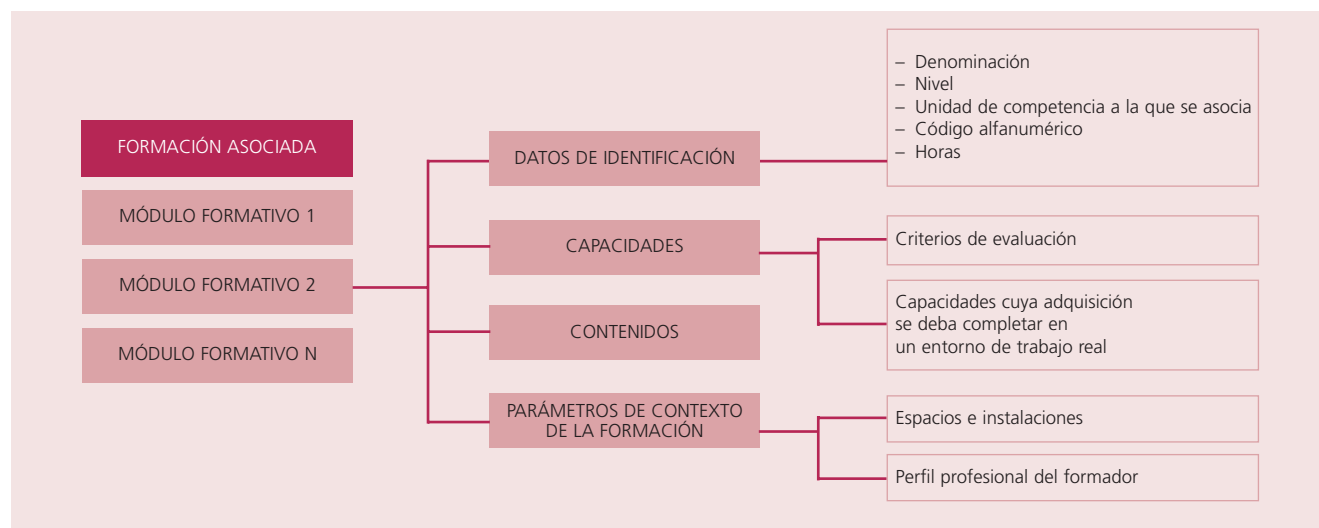 FORMACIÓN ASOCIADA
MÓDULO FORMATIVO 1
MÓDULO FORMATIVO 2
MÓDULO FORMATIVO N
DATOS DE IDENTIFICACIÓN
CAPACIDADES
CONTENIDOS
PARÁMETROS DE CONTEXTO
DE LA FORMACIÓN
– Denominación
– Nivel
– Unidad de competencia a la que se asocia
– Código alfanumérico
– Horas
Criterios de evaluación
Capacidades cuya adquisición
se deba completar en
un entorno de trabajo real
Espacios e instalaciones
Perfil profesional del formador